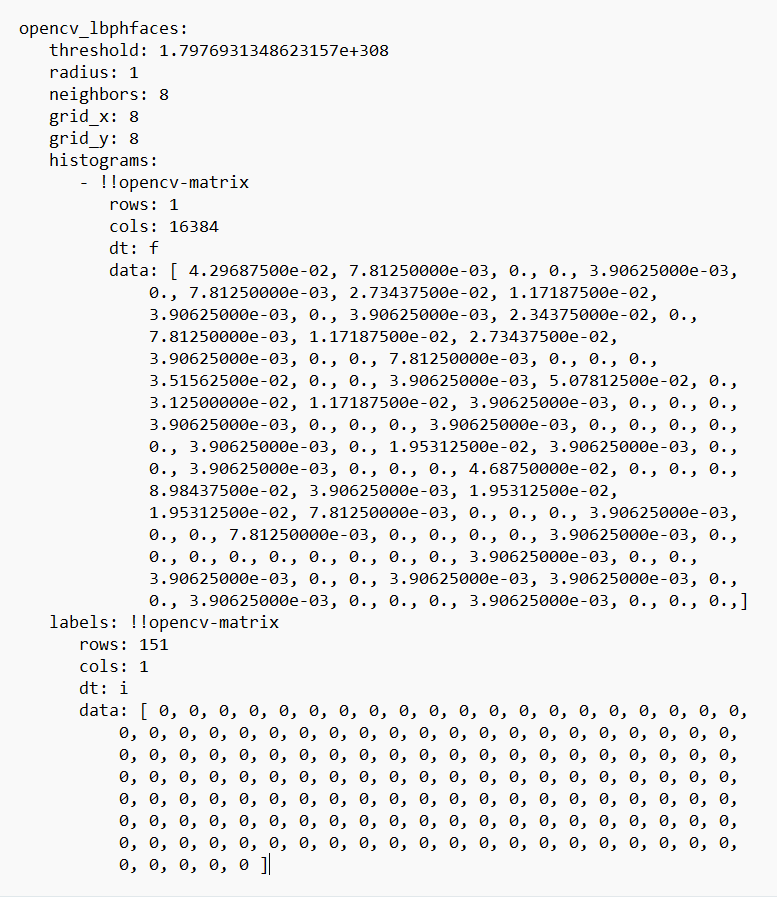 opencv_lbphfaces:
threshold: 1.7976931348623157e+308
radius: 1
neighbors: 8
grid_x: 8
grid_y: 8
histograms:
- !!opencv-matrix
rows: 1
cols: 16384
dt: f
data: [ 4.29687500e-02, 7.81250000e-03, 0., 0., 3.90625000e-03,
0., 7.81250000e-03, 2.73437500e-02, 1.17187500e-02,
3.90625000e-03, 0., 3.90625000e-03, 2.34375000e-02, 0.,
7.81250000e-03, 1.17187500e-02, 2.73437500e-02,
3.90625000e-03, 0., 0., 7.81250000e-03, 0., 0., 0.,
3.51562500e-02, 0., 0., 3.90625000e-03, 5.07812500e-02, 0.,
3.12500000e-02, 1.17187500e-02, 3.90625000e-03, 0., 0., 0.,
3.90625000e-03, 0., 0., 0., 3.90625000e-03, 0., 0., 0., 0.,
0., 3.90625000e-03, 0., 1.95312500e-02, 3.90625000e-03, 0.,
0., 3.90625000e-03, 0., 0., 0., 4.68750000e-02, 0., 0., 0.,
8.98437500e-02, 3.90625000e-03, 1.95312500e-02,
1.95312500e-02, 7.81250000e-03, 0., 0., 0., 3.90625000e-03,
0., 0., 7.81250000e-03, 0., 0., 0., 0., 3.90625000e-03, 0.,
0., 0., 0., 0., 0., 0., 0., 0., 3.90625000e-03, 0., 0.,
3.90625000e-03, 0., 0., 3.90625000e-03, 3.90625000e-03, 0.,
0., 3.90625000e-03, 0., 0., 0., 3.90625000e-03, 0., 0., 0.,]
labels: !!opencv-matrix
rows: 151
cols: 1
dt: i
data: [ 0, 0, 0, 0, 0, 0, 0, 0, 0, 0, 0, 0, 0, 0, 0, 0, 0, 0, 0, 0,
0, 0, 0, 0, 0, 0, 0, 0, 0, 0, 0, 0, 0, 0, 0, 0, 0, 0, 0, 0, 0,
0, 0, 0, 0, 0, 0, 0, 0, 0, 0, 0, 0, 0, 0, 0, 0, 0, 0, 0, 0, 0,
0, 0, 0, 0, 0, 0, 0, 0, 0, 0, 0, 0, 0, 0, 0, 0, 0, 0, 0, 0, 0,
0, 0, 0, 0, 0, 0, 0, 0, 0, 0, 0, 0, 0, 0, 0, 0, 0, 0, 0, 0, 0,
0, 0, 0, 0, 0, 0, 0, 0, 0, 0, 0, 0, 0, 0, 0, 0, 0, 0, 0, 0, 0,
0, 0, 0, 0, 0, 0, 0, 0, 0, 0, 0, 0, 0, 0, 0, 0, 0, 0, 0, 0, 0,
0, 0, 0, 0, 0 ]